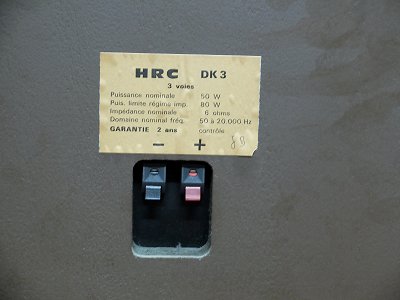 HRC DK 3
3 voies
Puissance nominale 50 W
Puis. limite régime imp. 80 W
Impédance nominale 6 ohms
Domaine nominal fréq. 50 à 20.000 Hz
GARANTIE 2 ans contrôle
- +